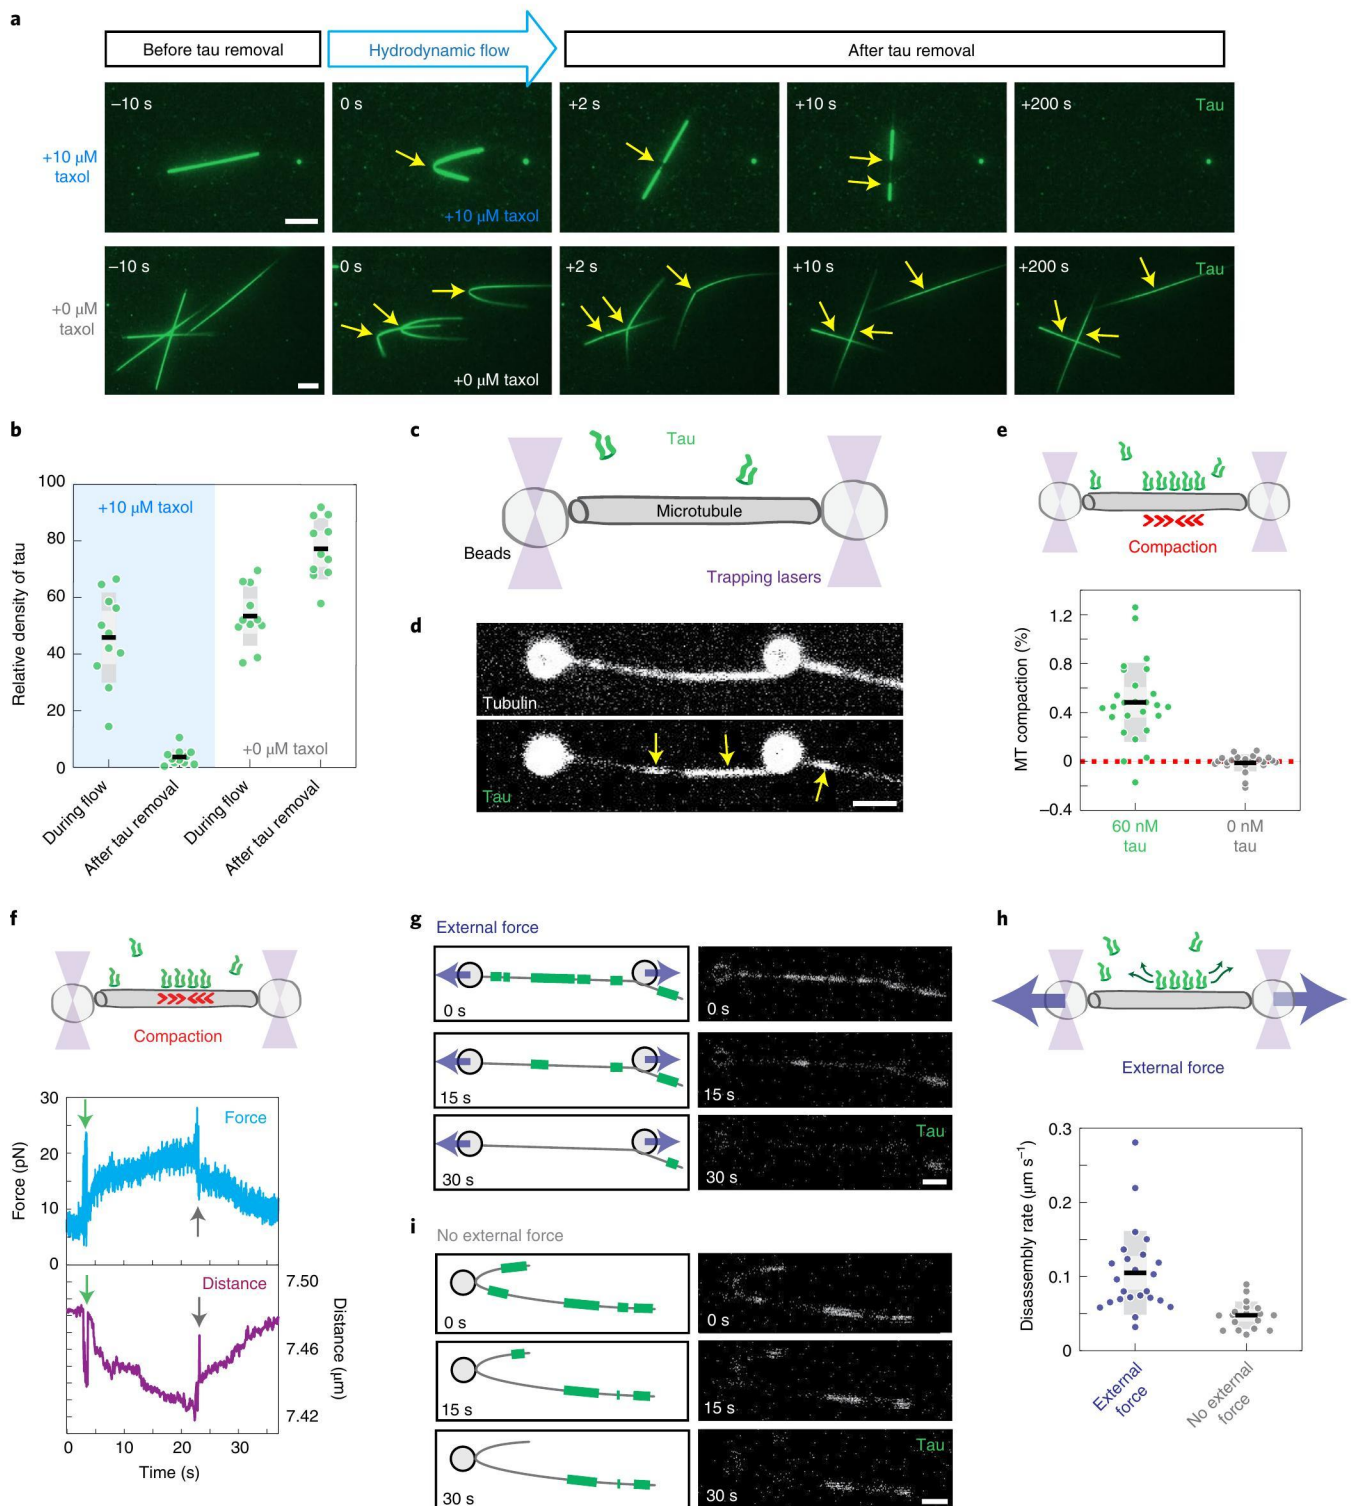 a
Before tau removal
Hydrodynamic flow
After tau removal
+10 μM
taxol
–10 s
0 s
+10 μM taxol
+2 s
+10 s
+200 s
Tau
+0 μM
taxol
–10 s
0 s
+0 μM taxol
+2 s
+10 s
+200 s
Tau
b
Relative density of tau
100
80
60
40
20
0
+10 μM taxol
+0 μM taxol
During flow
After tau removal
During flow
After tau removal
c
Tau
Microtubule
Beads
Trapping lasers
d
Tubulin
Tau
e
Compaction
MT compaction (%)
1.2
0.8
0.4
0
–0.4
60 nM
tau
0 nM
tau
f
Compaction
Force (pN)
30
20
10
0
Force
Distance
7.50
7.46
7.42
Distance (μm)
0
10
20
30
Time (s)
g
External force
0 s
0 s
15 s
15 s
30 s
30 s
Tau
h
External force
Disassembly rate (μm s⁻¹)
0.3
0.2
0.1
0
External
force
No external
force
i
No external force
0 s
0 s
15 s
15 s
30 s
30 s
Tau